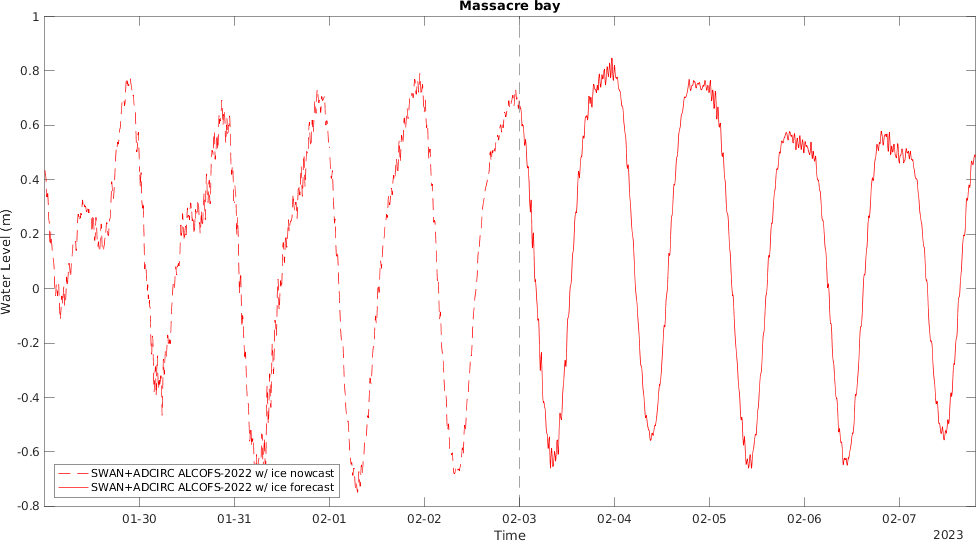 Massacre bay
1
0.8
0.6
0.4
0.2
0
-0.2
-0.4
-0.6
-0.8
Water Level (m)
SWAN+ADCIRC ALCOFS-2022 w/ ice nowcast
SWAN+ADCIRC ALCOFS-2022 w/ ice forecast
01-30 01-31 02-01 02-02 02-03 02-04 02-05 02-06 02-07
Time
2023